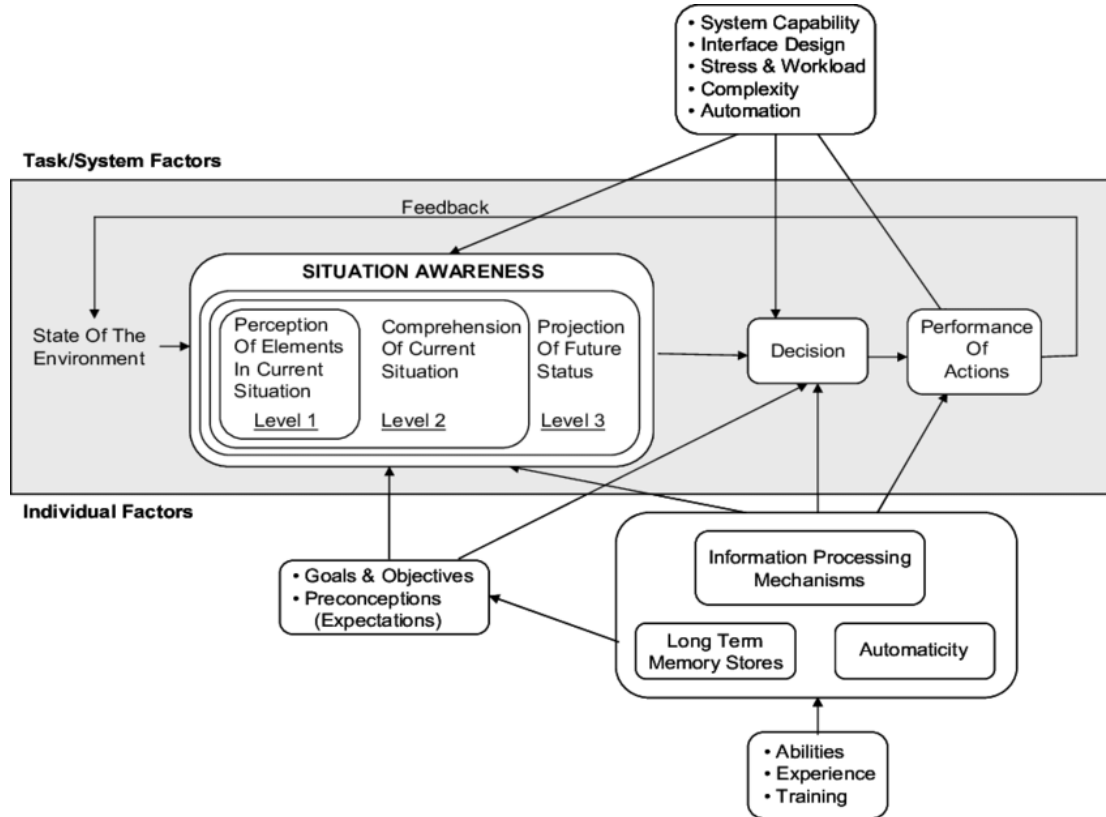 • System Capability
• Interface Design
• Stress & Workload
• Complexity
• Automation
Task/System Factors
Feedback
SITUATION AWARENESS
State Of The
Environment
Perception
Of Elements
In Current
Situation
Level 1
Comprehension
Of Current
Situation
Level 2
Projection
Of Future
Status
Level 3
Decision
Performance
Of
Actions
Individual Factors
• Goals & Objectives
• Preconceptions
(Expectations)
Information Processing
Mechanisms
Long Term
Memory Stores
Automaticity
• Abilities
• Experience
• Training